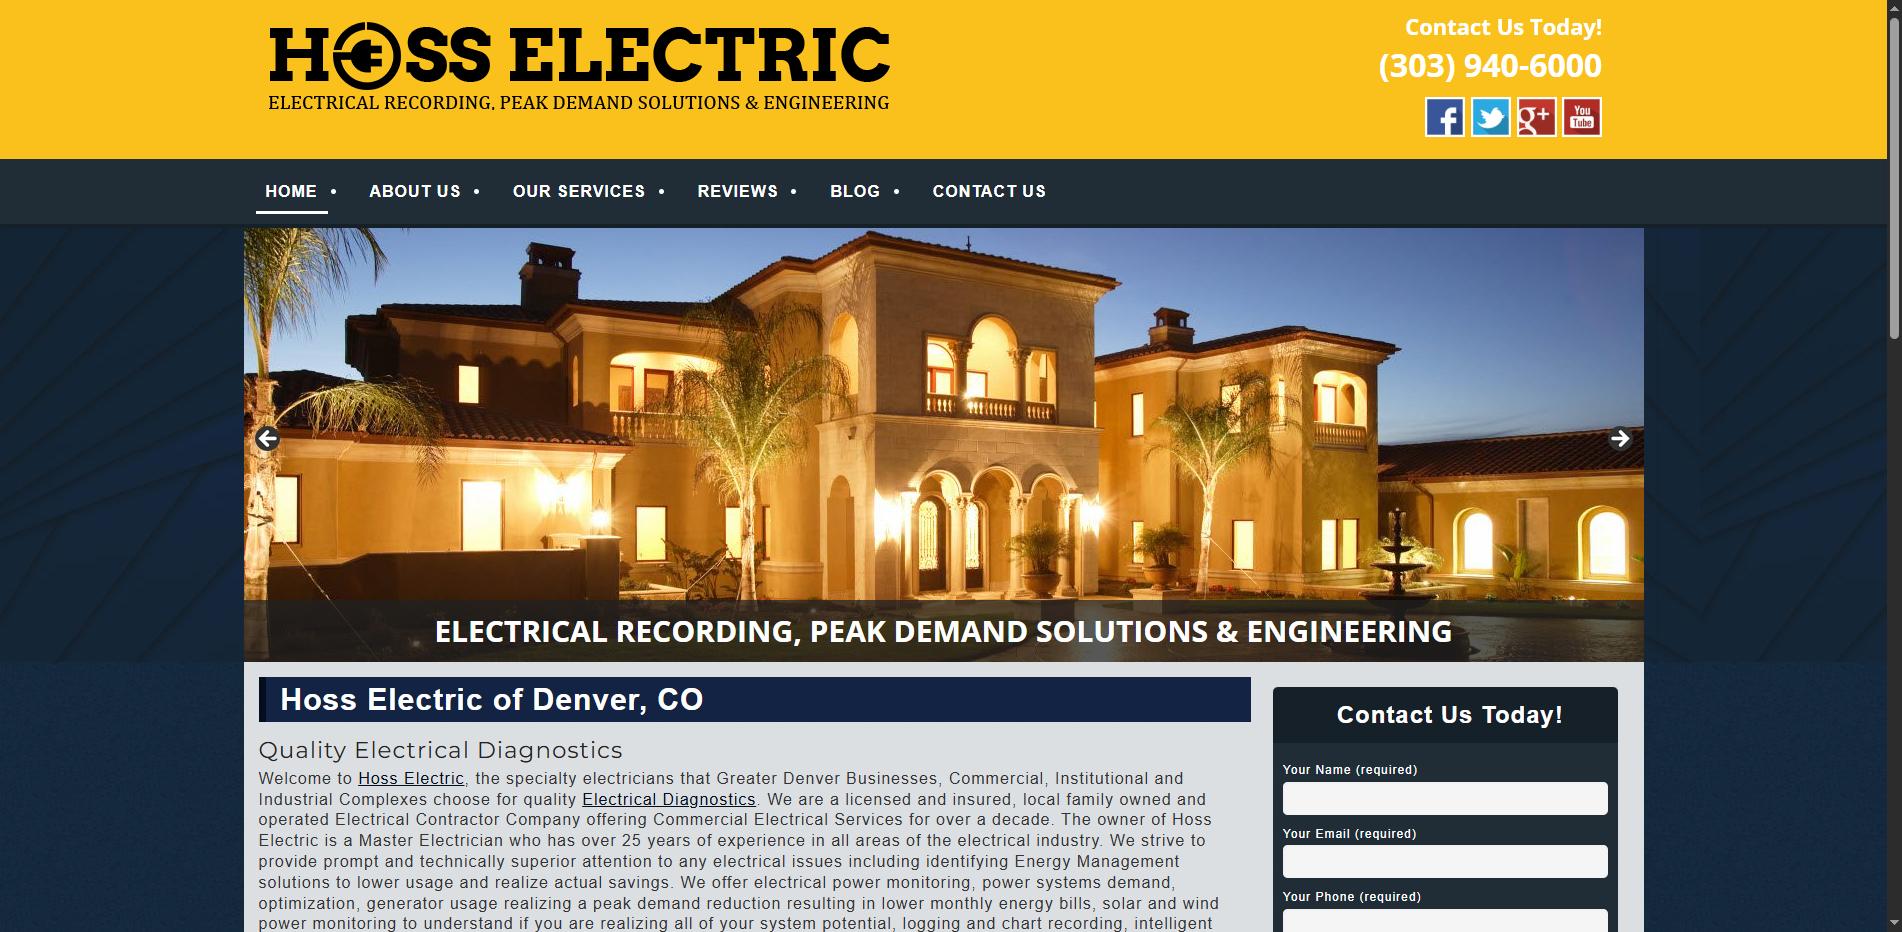 HOSS ELECTRIC
ELECTRICAL RECORDING, PEAK DEMAND SOLUTIONS & ENGINEERING
Contact Us Today!
(303) 940-6000
f
g+
You
Tube
HOME • ABOUT US • OUR SERVICES • REVIEWS • BLOG • CONTACT US
ELECTRICAL RECORDING, PEAK DEMAND SOLUTIONS & ENGINEERING
Hoss Electric of Denver, CO
Quality Electrical Diagnostics
Welcome to Hoss Electric, the specialty electricians that Greater Denver Businesses, Commercial, Institutional and
Industrial Complexes choose for quality Electrical Diagnostics. We are a licensed and insured, local family owned and
operated Electrical Contractor Company offering Commercial Electrical Services for over a decade. The owner of Hoss
Electric is a Master Electrician who has over 25 years of experience in all areas of the electrical industry. We strive to
provide prompt and technically superior attention to any electrical issues including identifying Energy Management
solutions to lower usage and realize actual savings. We offer electrical power monitoring, power systems demand,
optimization, generator usage realizing a peak demand reduction resulting in lower monthly energy bills, solar and wind
power monitoring to understand if you are realizing all of your system potential, logging and chart recording, intelligent
Contact Us Today!
Your Name (required)
Your Email (required)
Your Phone (required)